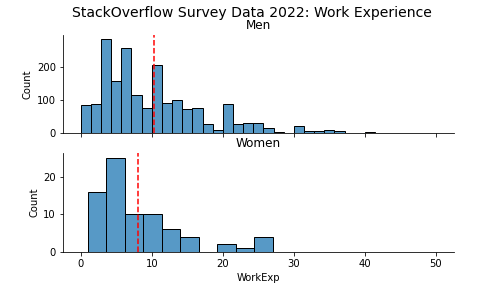 StackOverflow Survey Data 2022: Work Experience
Men
200
100
0
Count
Women
20
10
0
Count
0 10 20 30 40 50
WorkExp